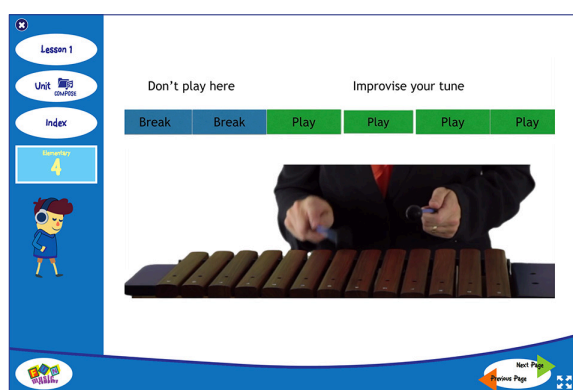 Lesson 1
Unit COMPOSE
Index
Elementary
4
Don't play here Improvise your tune
Break Break Play Play Play Play
Next Page
Previous Page